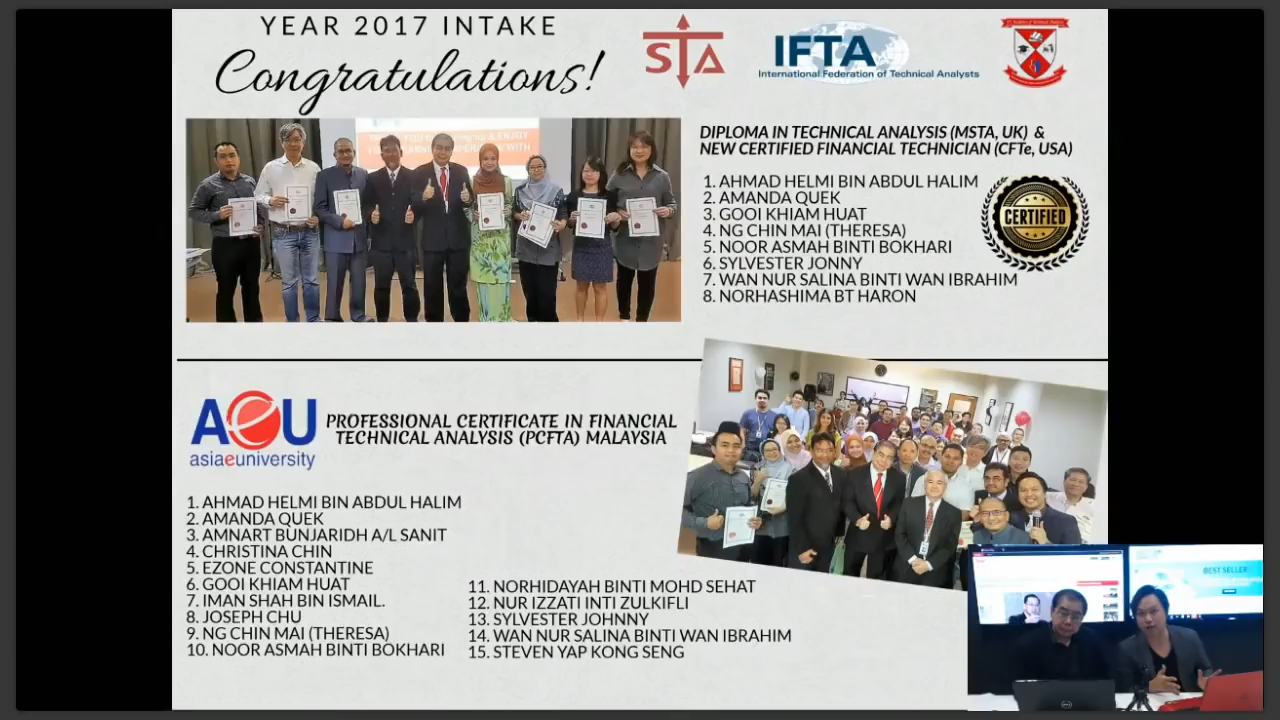 YEAR 2017 INTAKE
Congratulations!
STA
IFTA
International Federation of Technical Analysts
DIPLOMA IN TECHNICAL ANALYSIS (MSTA, UK) &
NEW CERTIFIED FINANCIAL TECHNICIAN (CFTe, USA)
1. AHMAD HELMI BIN ABDUL HALIM
2. AMANDA QUEK
3. GOOI KHIAM HUAT
4. NG CHIN MAI (THERESA)
5. NOOR ASMAH BINTI BOKHARI
6. SYLVESTER JONNY
7. WAN NUR SALINA BINTI WAN IBRAHIM
8. NORHASHIMA BT HARON
CERTIFIED
AeU
asiaeuniversity
PROFESSIONAL CERTIFICATE IN FINANCIAL
TECHNICAL ANALYSIS (PCFTA) MALAYSIA
1. AHMAD HELMI BIN ABDUL HALIM
2. AMANDA QUEK
3. AMNART BUNJARIDH A/L SANIT
4. CHRISTINA CHIN
5. EZONE CONSTANTINE
6. GOOI KHIAM HUAT
7. IMAN SHAH BIN ISMAIL.
8. JOSEPH CHU
9. NG CHIN MAI (THERESA)
10. NOOR ASMAH BINTI BOKHARI
11. NORHIDAYAH BINTI MOHD SEHAT
12. NUR IZZATI INTI ZULKIFLI
13. SYLVESTER JOHNNY
14. WAN NUR SALINA BINTI WAN IBRAHIM
15. STEVEN YAP KONG SENG
BEST SELLER